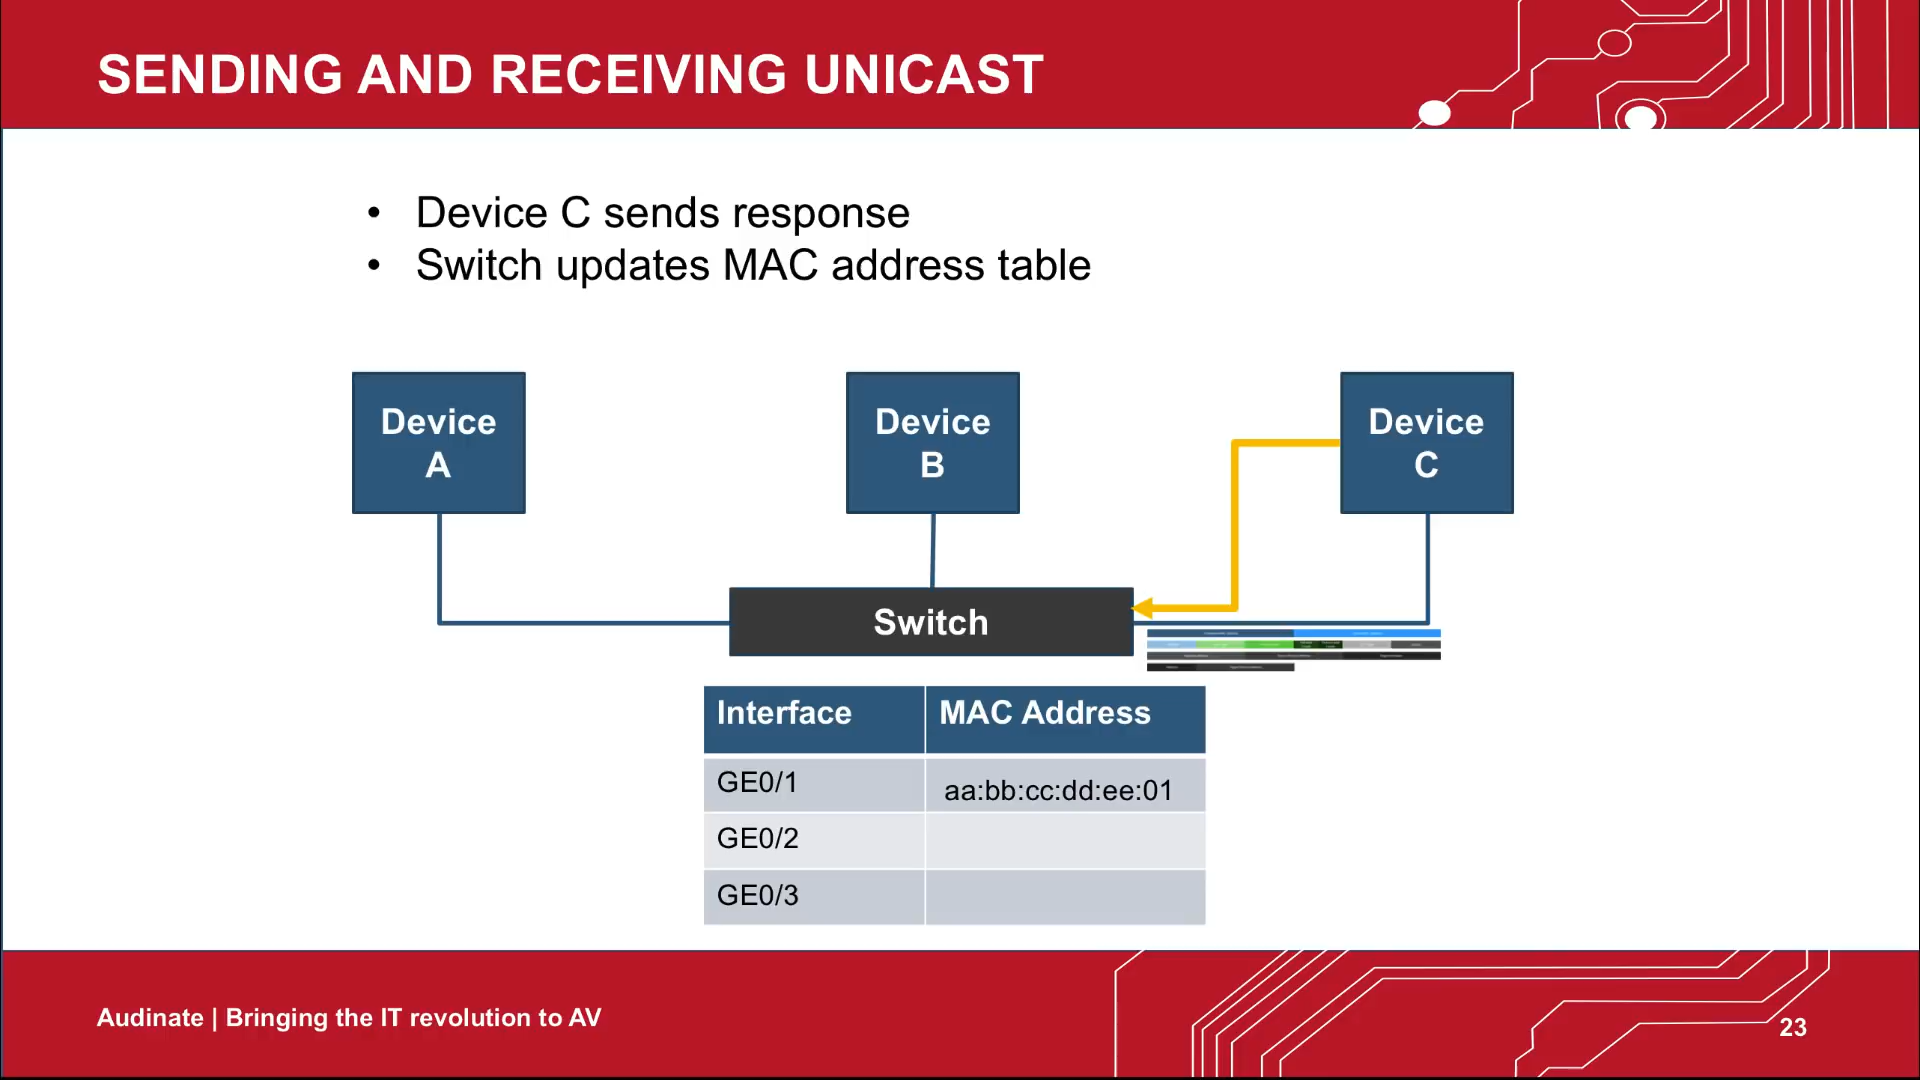 SENDING AND RECEIVING UNICAST
• Device C sends response
• Switch updates MAC address table
Device
A
Device
B
Device
C
Switch
Interface MAC Address
GE0/1 aa:bb:cc:dd:ee:01
GE0/2
GE0/3
Audinate | Bringing the IT revolution to AV
23